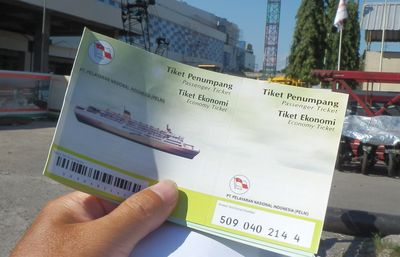 PT. PELAYARAN NASIONAL INDONESIA (PELNI)
Tiket Penumpang
Passenger Ticket
Tiket Ekonomi
Economy Ticket
Tiket Penumpang
Passenger Ticket
Tiket Ekonomi
Economy Ticket
PT. PELAYARAN NASIONAL INDONESIA (PELNI)
509 040 214 4